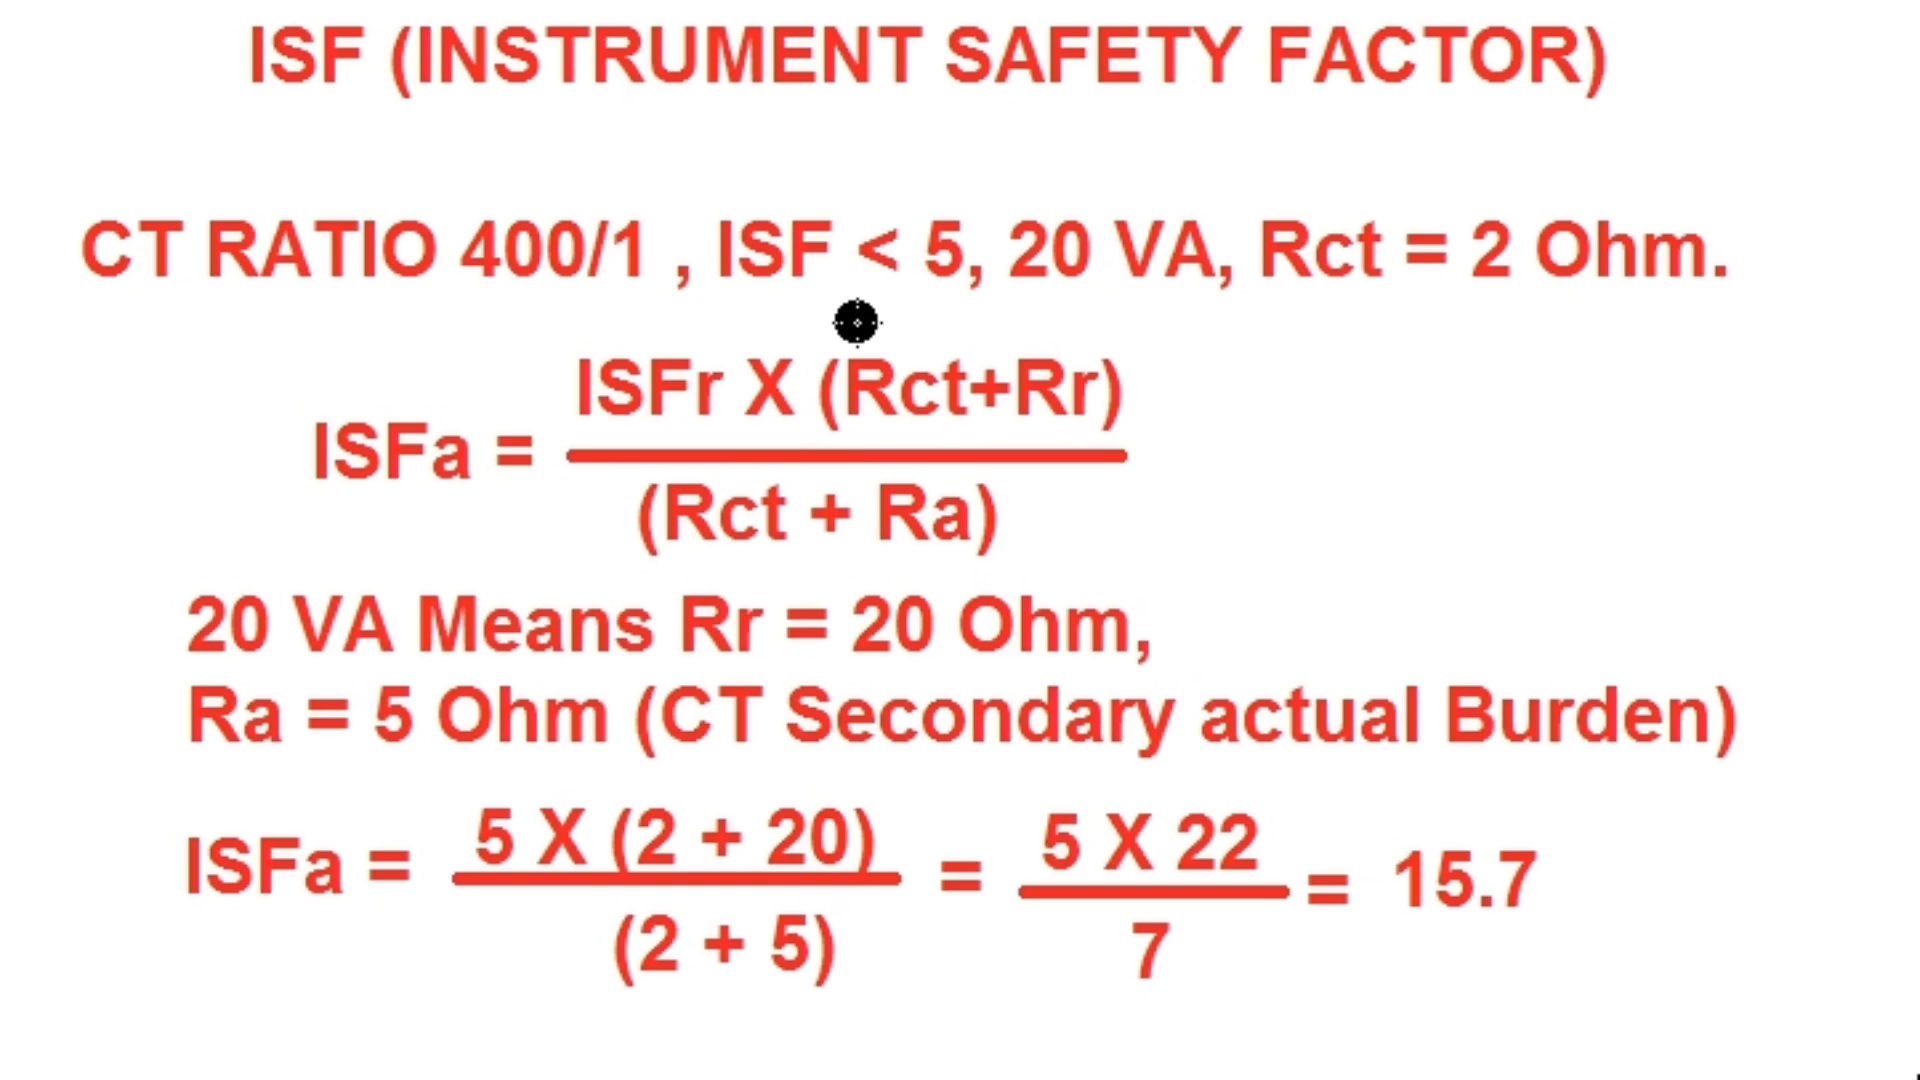 ISF (INSTRUMENT SAFETY FACTOR)
CT RATIO 400/1 , ISF < 5, 20 VA, Rct = 2 Ohm.
ISFr X (Rct+Rr)
ISFa =
(Rct + Ra)
20 VA Means Rr = 20 Ohm,
Ra = 5 Ohm (CT Secondary actual Burden)
5 X (2 + 20) 5 X 22
ISFa = = = 15.7
(2 + 5) 7